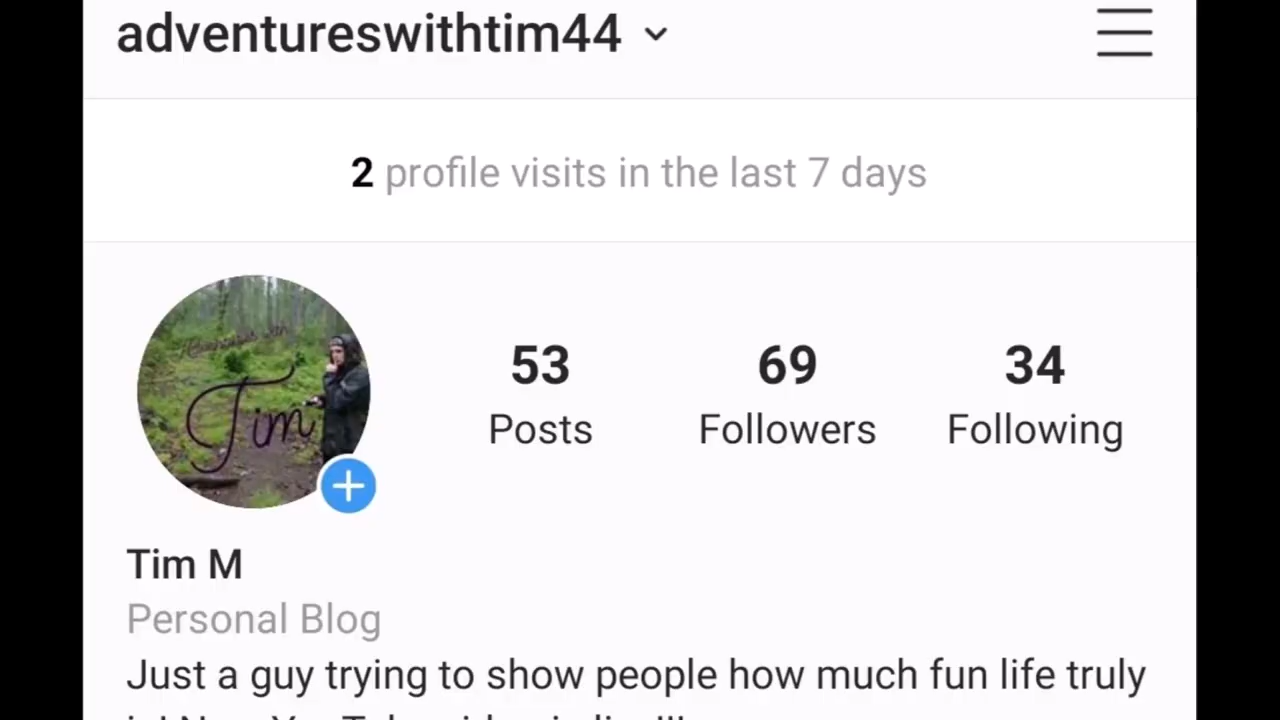 adventureswithtim44
2 profile visits in the last 7 days
Tim
53 69 34
Posts Followers Following
Tim M
Personal Blog
Just a guy trying to show people how much fun life truly